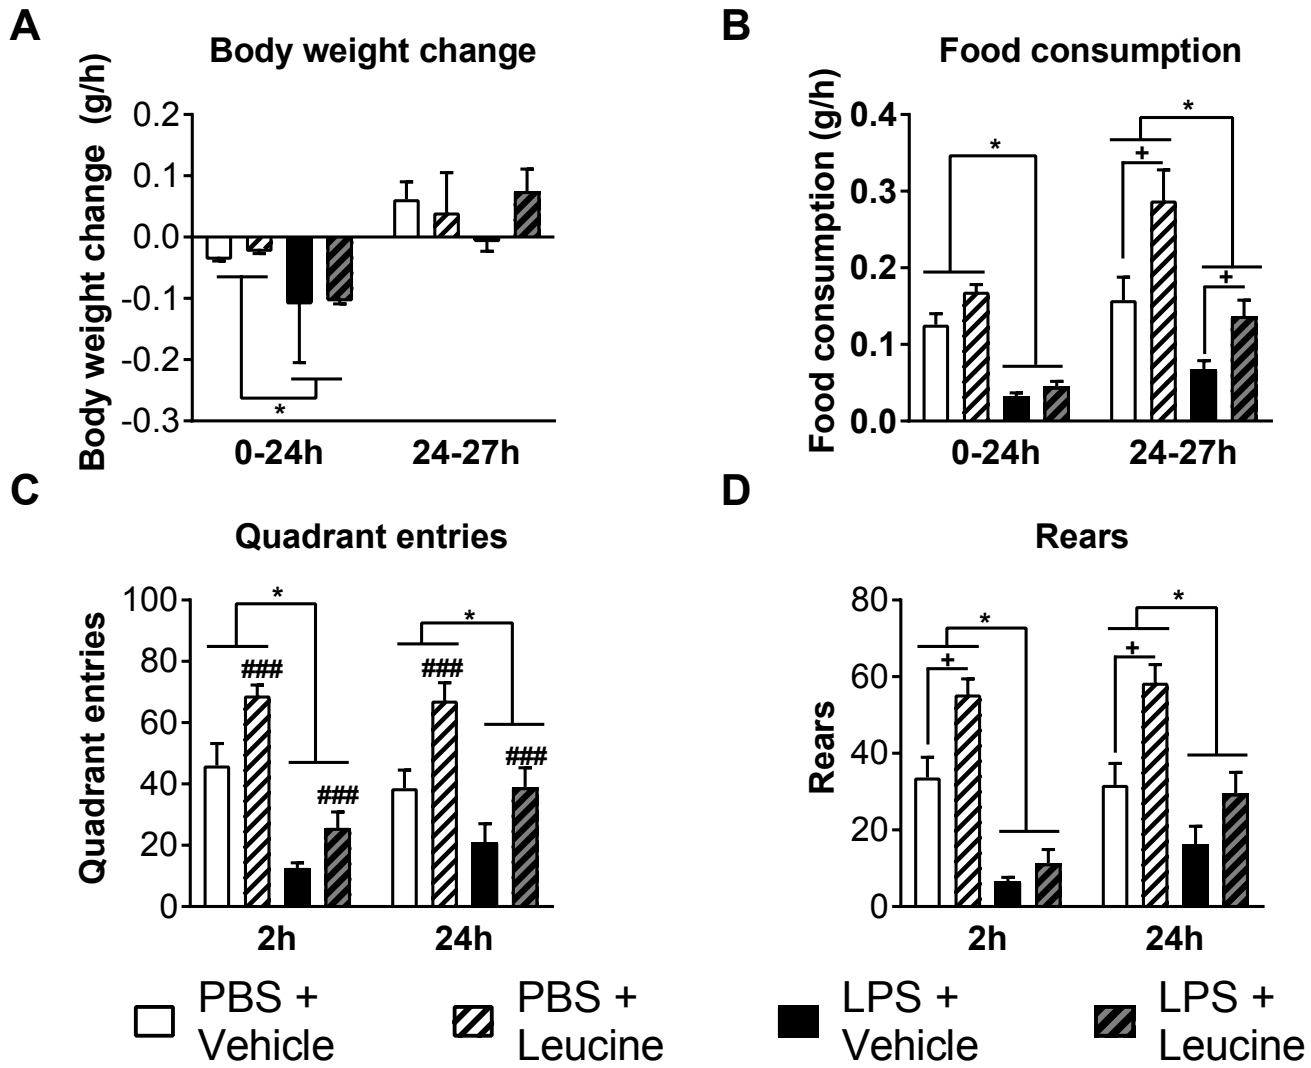 A
Body weight change
Body weight change (g/h)
0.2
0.1
0.0
-0.1
-0.2
-0.3
*
0-24h
24-27h
B
Food consumption
Food consumption (g/h)
0.4
0.3
0.2
0.1
0.0
*
*
+
+
0-24h
24-27h
C
Quadrant entries
Quadrant entries
100
80
60
40
20
0
*
*
###
###
###
###
2h
24h
D
Rears
Rears
80
60
40
20
0
*
*
+
+
2h
24h
PBS +
Vehicle
PBS +
Leucine
LPS +
Vehicle
LPS +
Leucine